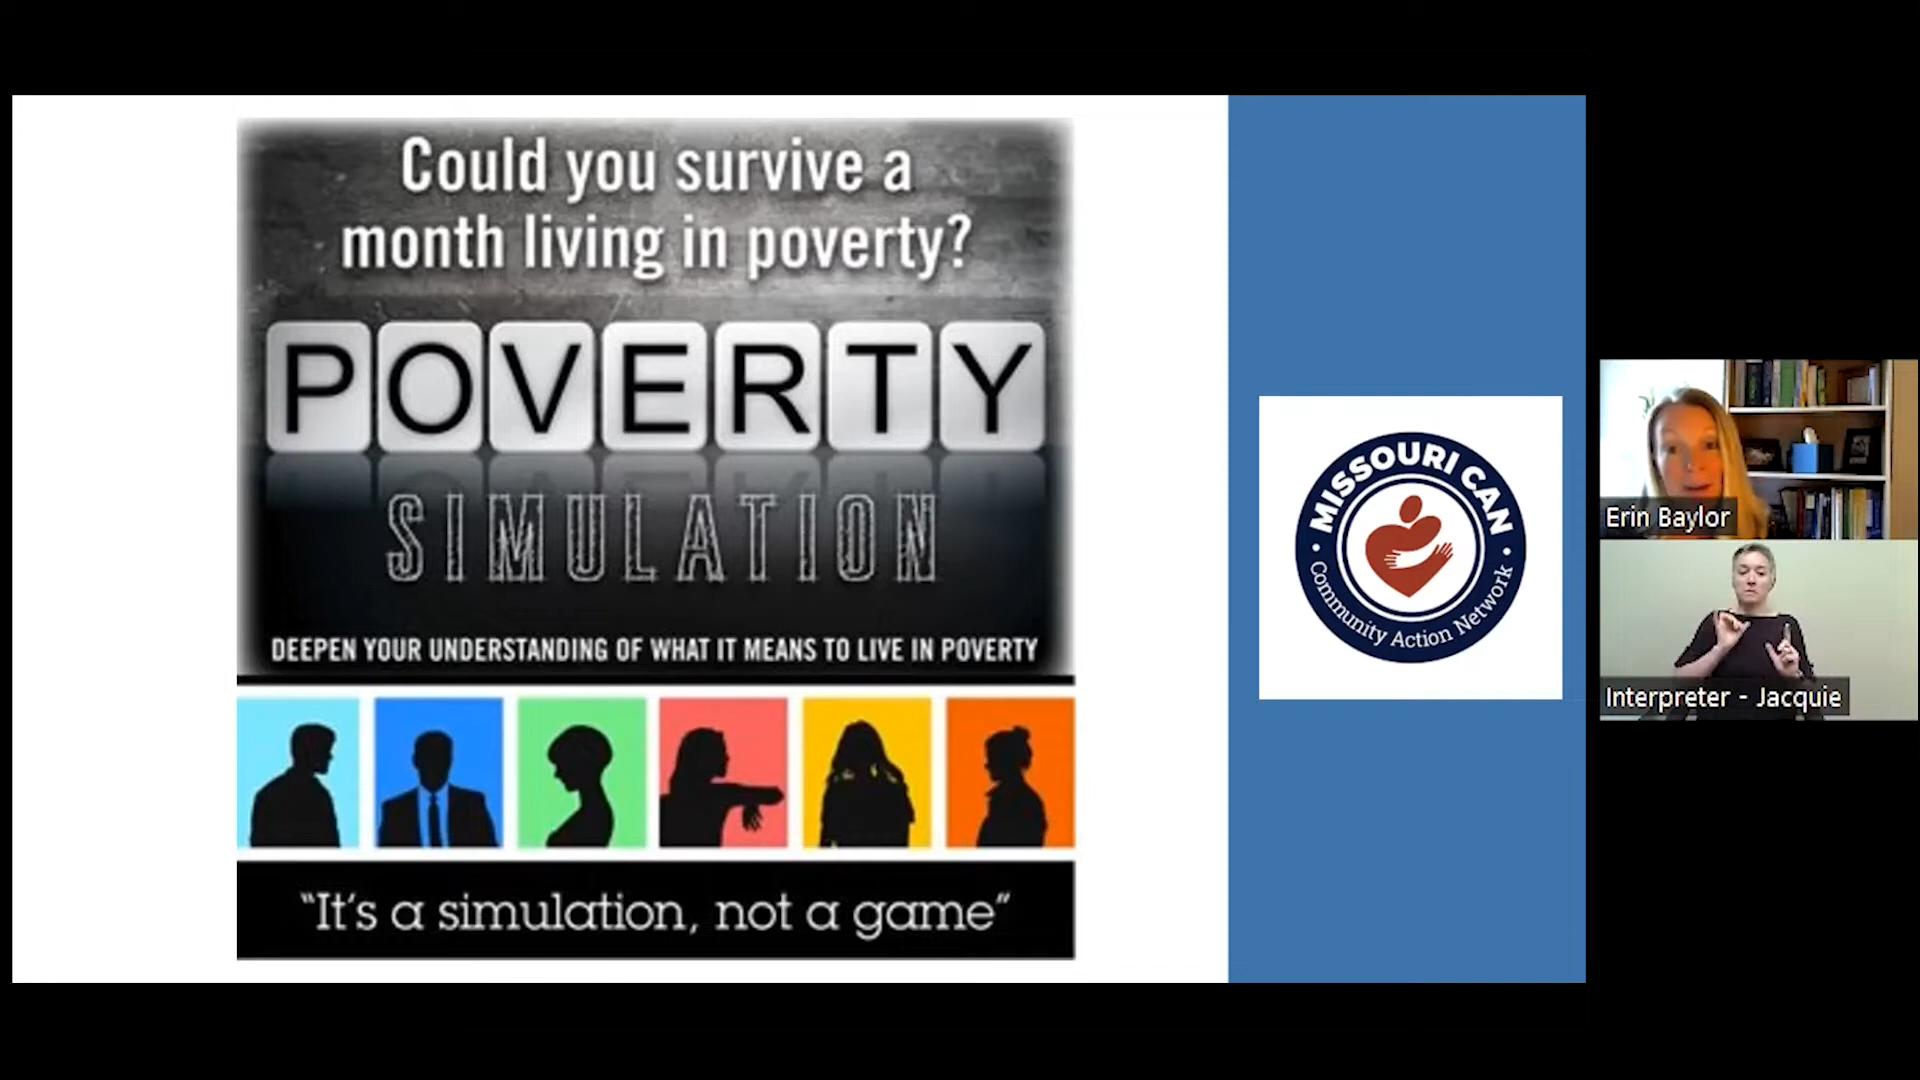 Could you survive a
month living in poverty?
POVERTY
SIMULATION
DEEPEN YOUR UNDERSTANDING OF WHAT IT MEANS TO LIVE IN POVERTY
"It's a simulation, not a game"
MISSOURI CAN
Community Action Network
Erin Baylor
Interpreter - Jacquie